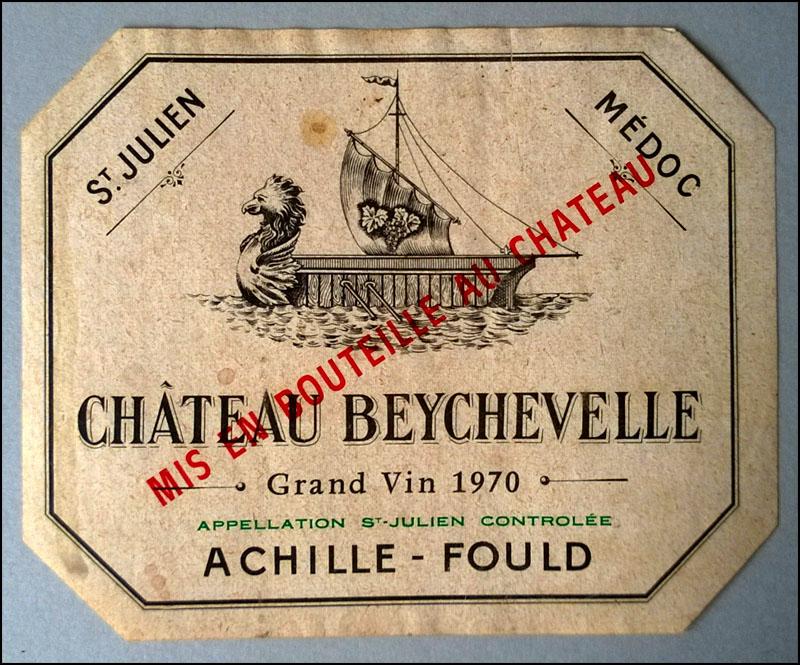 ST. JULIEN
MÉDOC
MIS EN BOUTEILLE AU CHATEAU
CHÂTEAU BEYCHEVELLE
Grand Vin 1970
APPELLATION ST-JULIEN CONTROLÉE
ACHILLE - FOULD